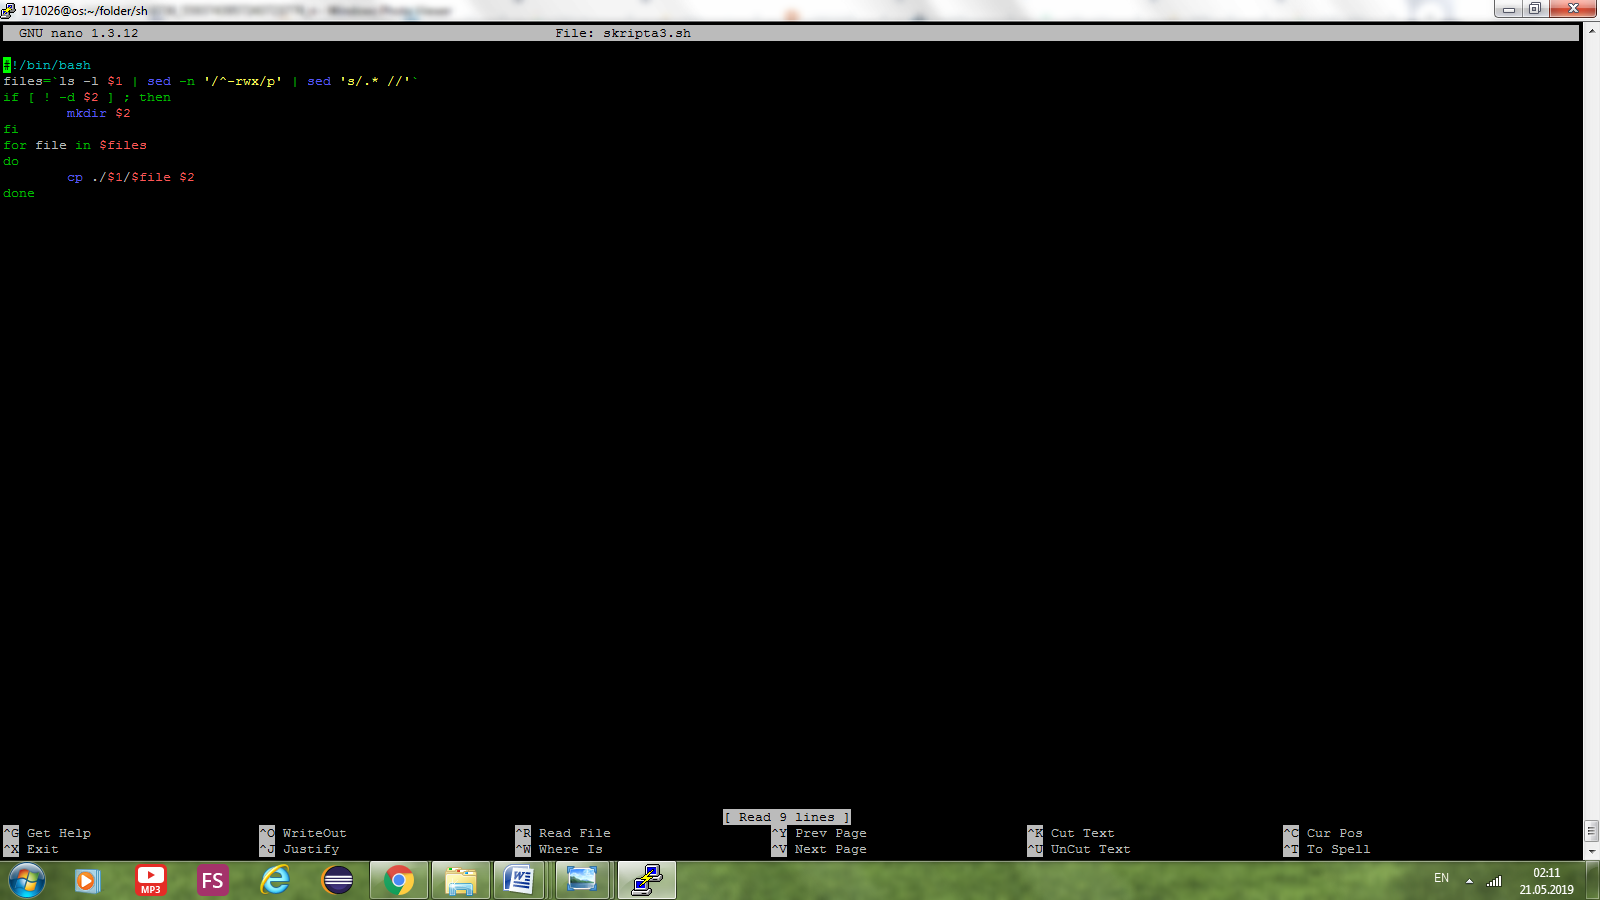 171026@os:~/folder/sh
GNU nano 1.3.12 File: skripta3.sh
#!/bin/bash
files=`ls -l $1 | sed -n '/^-rwx/p' | sed 's/.* //'`
if [ ! -d $2 ] ; then
mkdir $2
fi
for file in $files
do
cp ./$1/$file $2
done
[ Read 9 lines ]
^G Get Help ^O WriteOut ^R Read File ^Y Prev Page ^K Cut Text ^C Cur Pos
^X Exit ^J Justify ^W Where Is ^V Next Page ^U UnCut Text ^T To Spell
MP3
FS
EN
02:11
21.05.2019